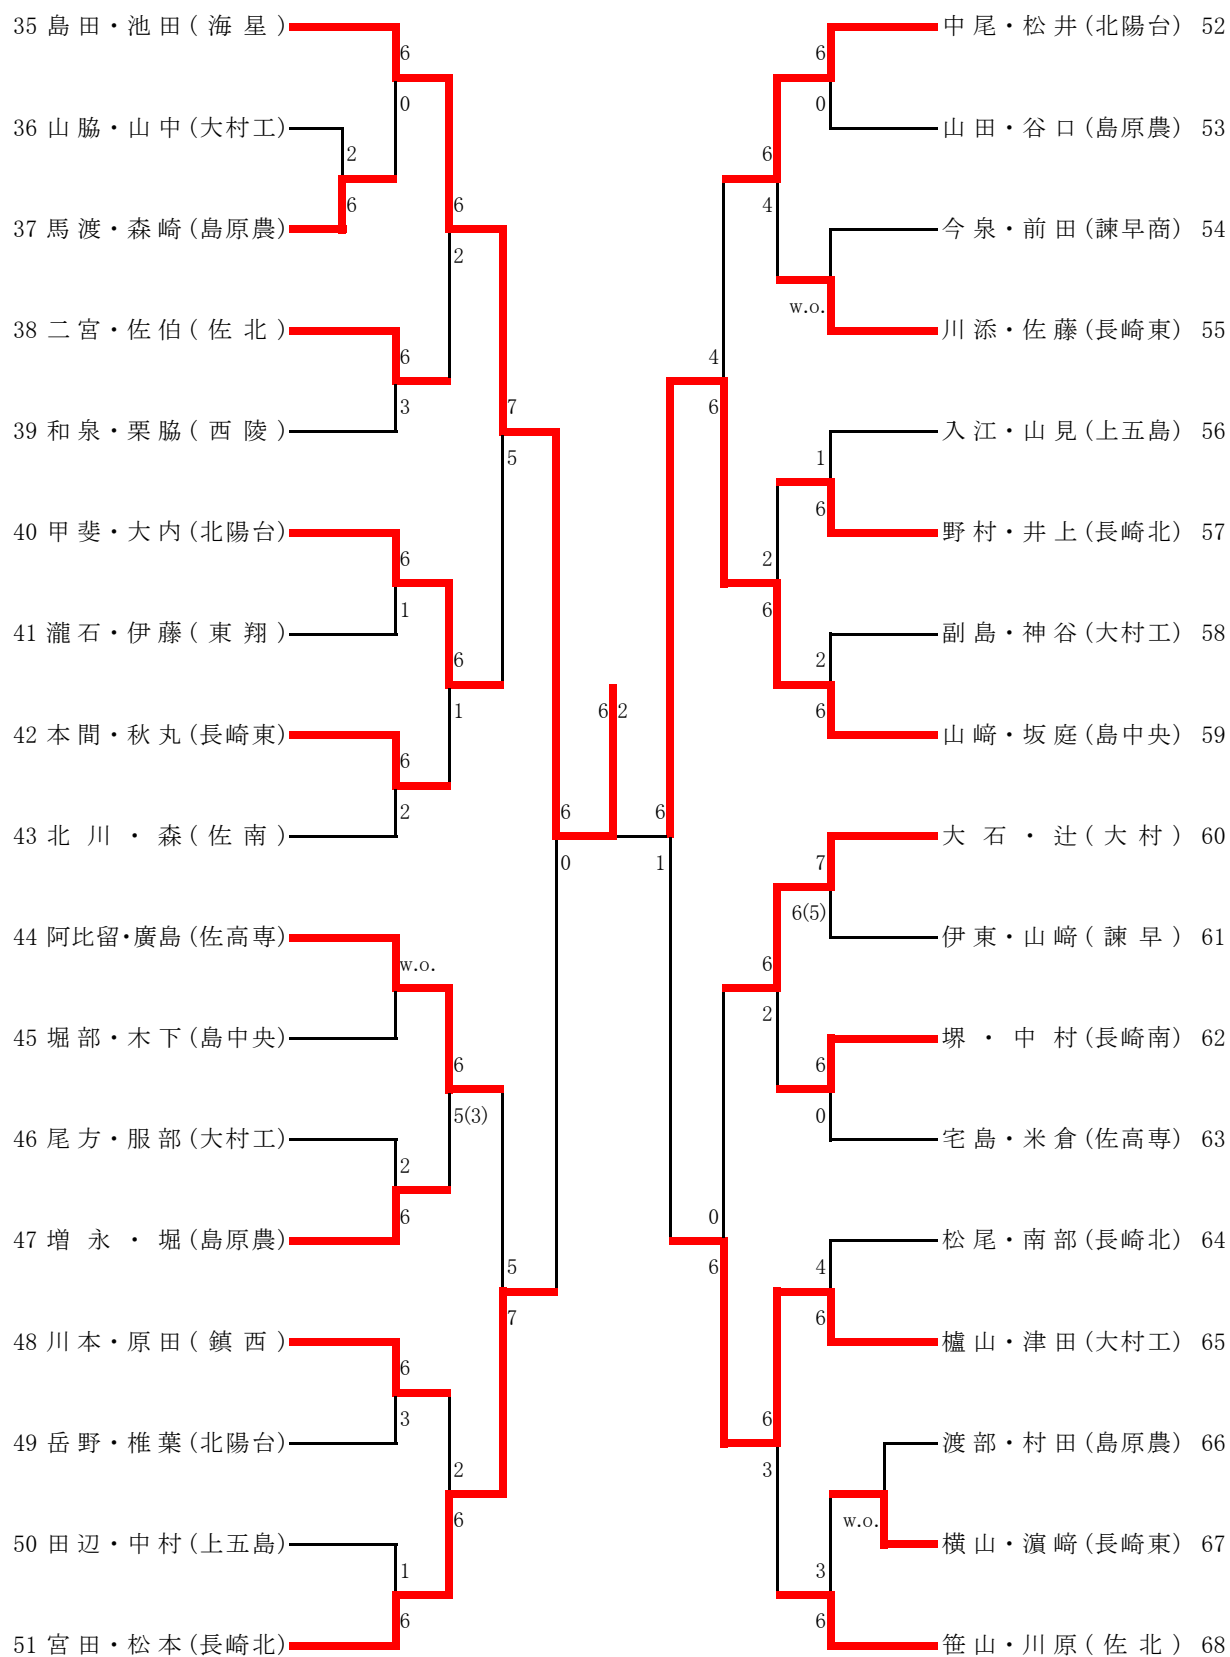 35 島田・池田(海星)
6
0
36 山脇・山中(大村工)
2
6
37 馬渡・森崎(島原農)
6
2
38 二宮・佐伯(佐北)
6
3
39 和泉・栗脇(西陵)
7
5
40 甲斐・大内(北陽台)
6
1
41 瀧石・伊藤(東翔)
6
1
42 本間・秋丸(長崎東)
6
2
43 北川・森(佐南)
6
0
44 阿比留・廣島(佐高専)
w.o.
45 堀部・木下(島中央)
6
5(3)
46 尾方・服部(大村工)
2
6
47 増永・堀(島原農)
5
7
48 川本・原田(鎮西)
6
3
49 岳野・椎葉(北陽台)
2
6
50 田辺・中村(上五島)
1
6
51 宮田・松本(長崎北)
6 2
中尾・松井(北陽台) 52
6
0
山田・谷口(島原農) 53
6
4
今泉・前田(諫早商) 54
w.o.
川添・佐藤(長崎東) 55
4
6
入江・山見(上五島) 56
1
6
野村・井上(長崎北) 57
2
6
副島・神谷(大村工) 58
2
6
山﨑・坂庭(島中央) 59
6
1
大石・辻(大村) 60
7
6(5)
伊東・山﨑(諫早) 61
6
2
堺・中村(長崎南) 62
6
0
宅島・米倉(佐高専) 63
0
6
松尾・南部(長崎北) 64
4
6
櫨山・津田(大村工) 65
6
3
渡部・村田(島原農) 66
w.o.
横山・濵﨑(長崎東) 67
3
6
笹山・川原(佐北) 68